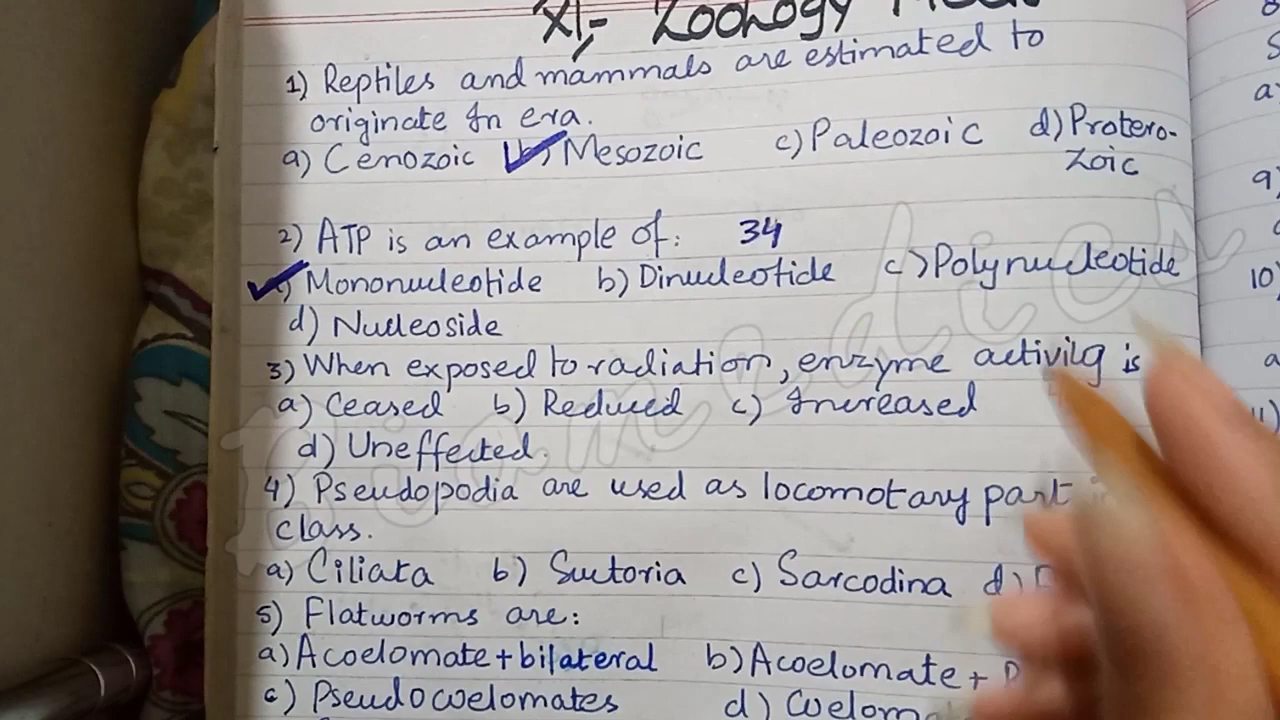 XI- Zoology
1) Reptiles and mammals are estimated to
originate In era.
a) Cenozoic b) Mesozoic c) Paleozoic d) Protero-
zoic
2) ATP is an example of: 34
Mononucleotide b) Dinucleotide c) Polynucleotide
d) Nucleoside
3) When exposed to radiation, enzyme activity is
a) Ceased b) Reduced c) Increased
d) Uneffected.
4) Pseudopodia are used as locomotary part
class.
a) Ciliata b) Suctoria c) Sarcodina d)
5) Flatworms are:
a) Acoelomate + bilateral b) Acoelomate +
c) Pseudocoelomates d)
a
9)
10)
a
11)